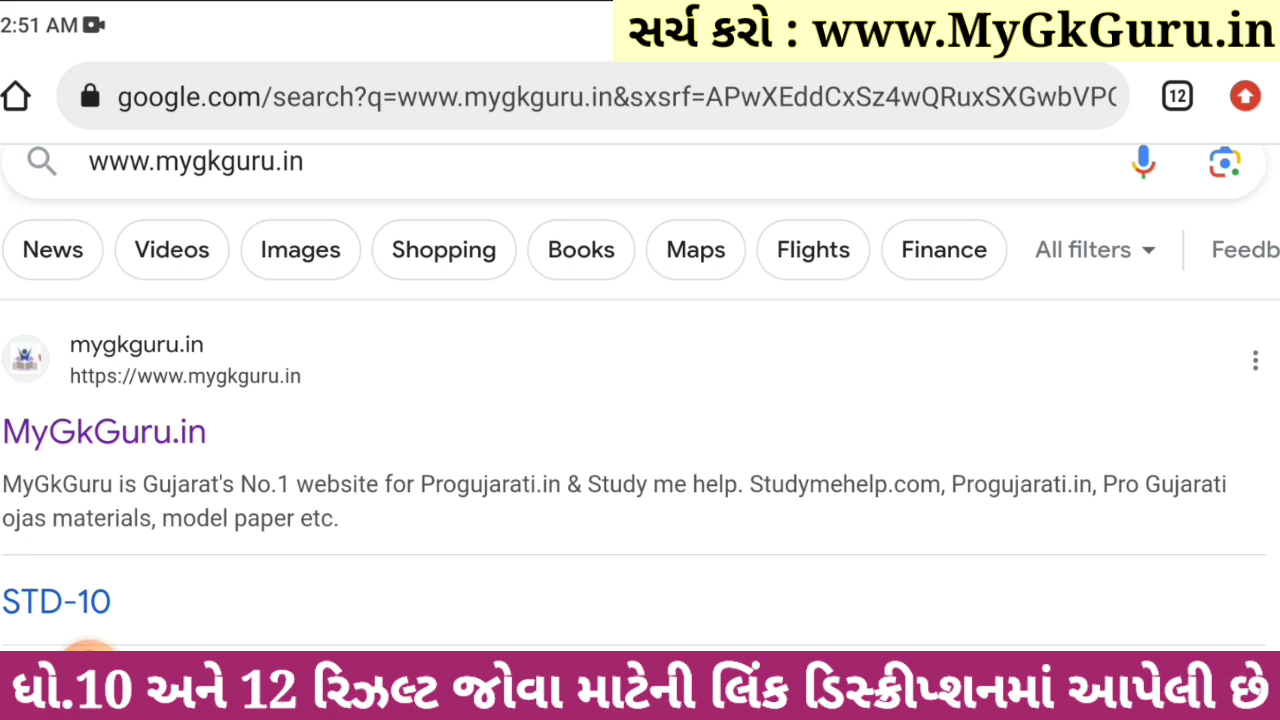 2:51 AM
સર્ચ કરો : www.MyGkGuru.in
google.com/search?q=www.mygkguru.in&sxsrf=APwXEddCxSz4wQRuxSXGwbVP
12
www.mygkguru.in
News Videos Images Shopping Books Maps Flights Finance All filters Feedb
mygkguru.in
https://www.mygkguru.in
MyGkGuru.in
MyGkGuru is Gujarat's No.1 website for Progujarati.in & Study me help. Studymehelp.com, Progujarati.in, Pro Gujarati
ojas materials, model paper etc.
STD-10
ધો.10 અને 12 રિઝલ્ટ જોવા માટેની લિંક ડિસ્ક્રીપ્શનમાં આપેલી છે